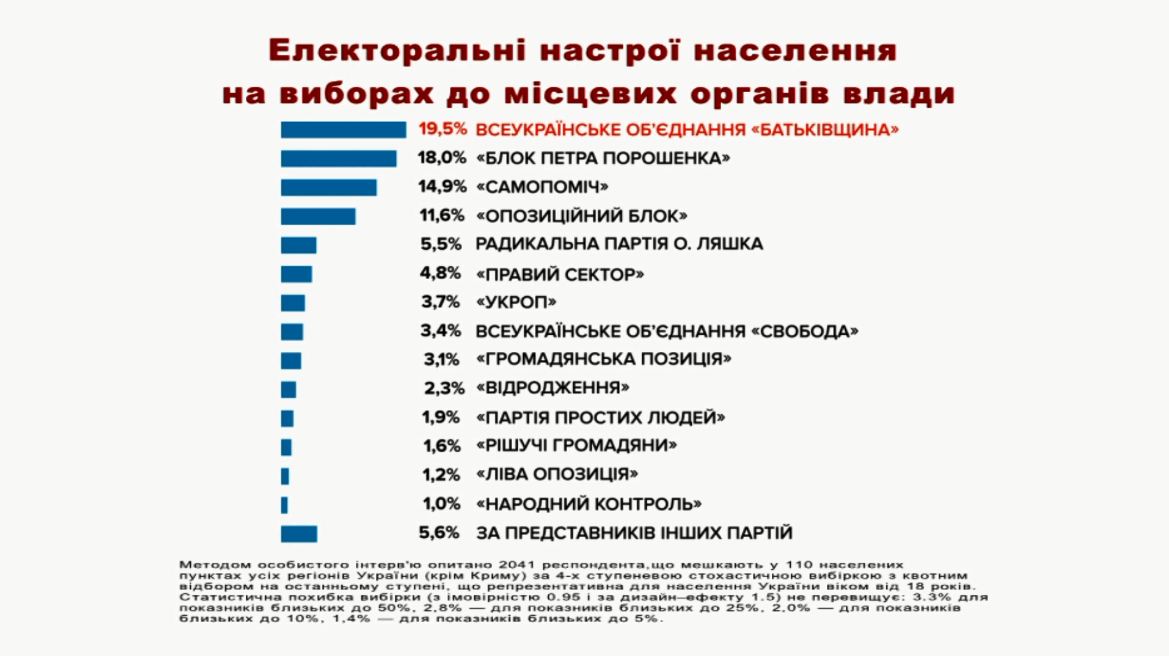 Електоральні настрої населення
на виборах до місцевих органів влади
19,5% ВСЕУКРАЇНСЬКЕ ОБ'ЄДНАННЯ «БАТЬКІВЩИНА»
18,0% «БЛОК ПЕТРА ПОРОШЕНКА»
14,9% «САМОПОМІЧ»
11,6% «ОПОЗИЦІЙНИЙ БЛОК»
5,5% РАДИКАЛЬНА ПАРТІЯ О. ЛЯШКА
4,8% «ПРАВИЙ СЕКТОР»
3,7% «УКРОП»
3,4% ВСЕУКРАЇНСЬКЕ ОБ'ЄДНАННЯ «СВОБОДА»
3,1% «ГРОМАДЯНСЬКА ПОЗИЦІЯ»
2,3% «ВІДРОДЖЕННЯ»
1,9% «ПАРТІЯ ПРОСТИХ ЛЮДЕЙ»
1,6% «РІШУЧІ ГРОМАДЯНИ»
1,2% «ЛІВА ОПОЗИЦІЯ»
1,0% «НАРОДНИЙ КОНТРОЛЬ»
5,6% ЗА ПРЕДСТАВНИКІВ ІНШИХ ПАРТІЙ
Методом особистого інтерв'ю опитано 2041 респондента,що мешкають у 110 населених
пунктах усіх регіонів України (крім Криму) за 4-х ступеневою стохастичною вибіркою з квотним
відбором на останньому ступені, що репрезентативна для населення України віком від 18 років.
Статистична похибка вибірки (з імовірністю 0.95 і за дизайн–ефекту 1.5) не перевищує: 3.3% для
показників близьких до 50%, 2,8% — для показників близьких до 25%, 2,0% — для показників
близьких до 10%, 1,4% — для показників близьких до 5%.